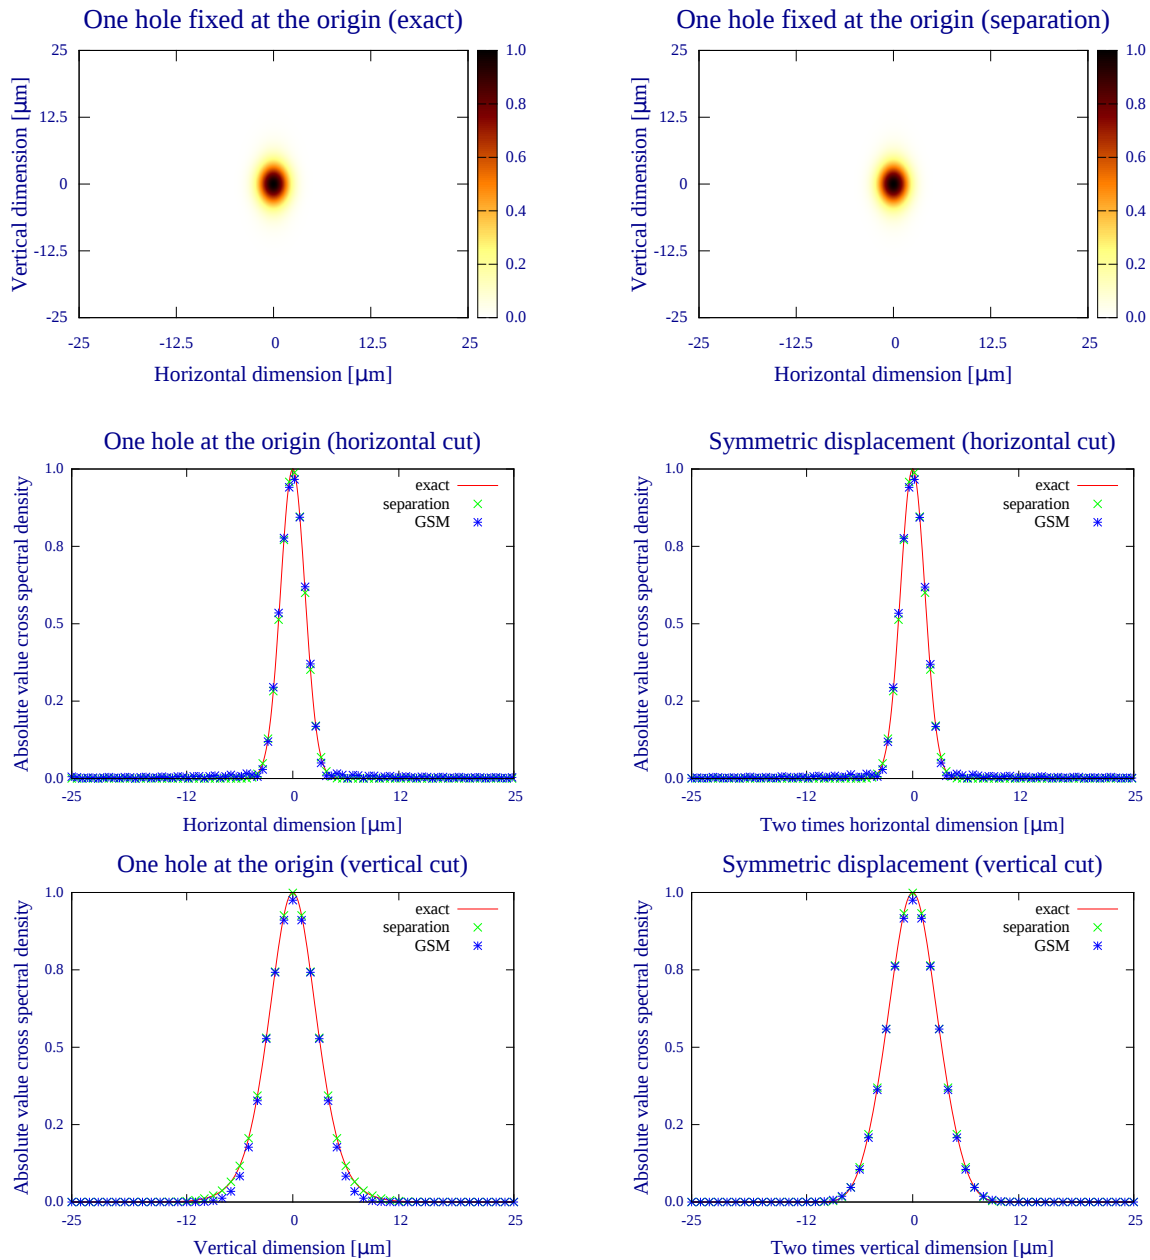 One hole fixed at the origin (exact)
25
12.5
0
-12.5
-25
Vertical dimension [μm]
-25 -12.5 0 12.5 25
Horizontal dimension [μm]
1.0
0.8
0.6
0.4
0.2
0.0
One hole fixed at the origin (separation)
25
12.5
0
-12.5
-25
Vertical dimension [μm]
-25 -12.5 0 12.5 25
Horizontal dimension [μm]
1.0
0.8
0.6
0.4
0.2
0.0
One hole at the origin (horizontal cut)
Absolute value cross spectral density
1.0
0.8
0.5
0.2
0.0
exact
separation
GSM
-25 -12 0 12 25
Horizontal dimension [μm]
Symmetric displacement (horizontal cut)
Absolute value cross spectral density
1.0
0.8
0.5
0.2
0.0
exact
separation
GSM
-25 -12 0 12 25
Two times horizontal dimension [μm]
One hole at the origin (vertical cut)
Absolute value cross spectral density
1.0
0.8
0.5
0.2
0.0
exact
separation
GSM
-25 -12 0 12 25
Vertical dimension [μm]
Symmetric displacement (vertical cut)
Absolute value cross spectral density
1.0
0.8
0.5
0.2
0.0
exact
separation
GSM
-25 -12 0 12 25
Two times vertical dimension [μm]